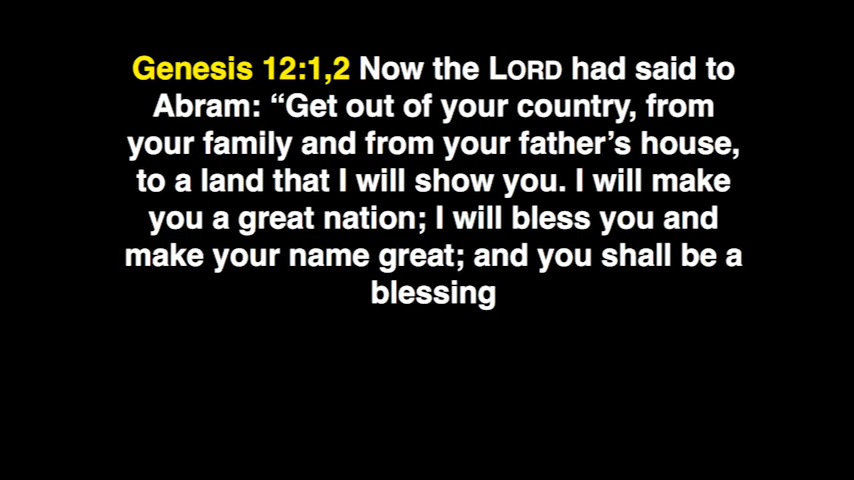 Genesis 12:1,2 Now the LORD had said to
Abram: “Get out of your country, from
your family and from your father’s house,
to a land that I will show you. I will make
you a great nation; I will bless you and
make your name great; and you shall be a
blessing